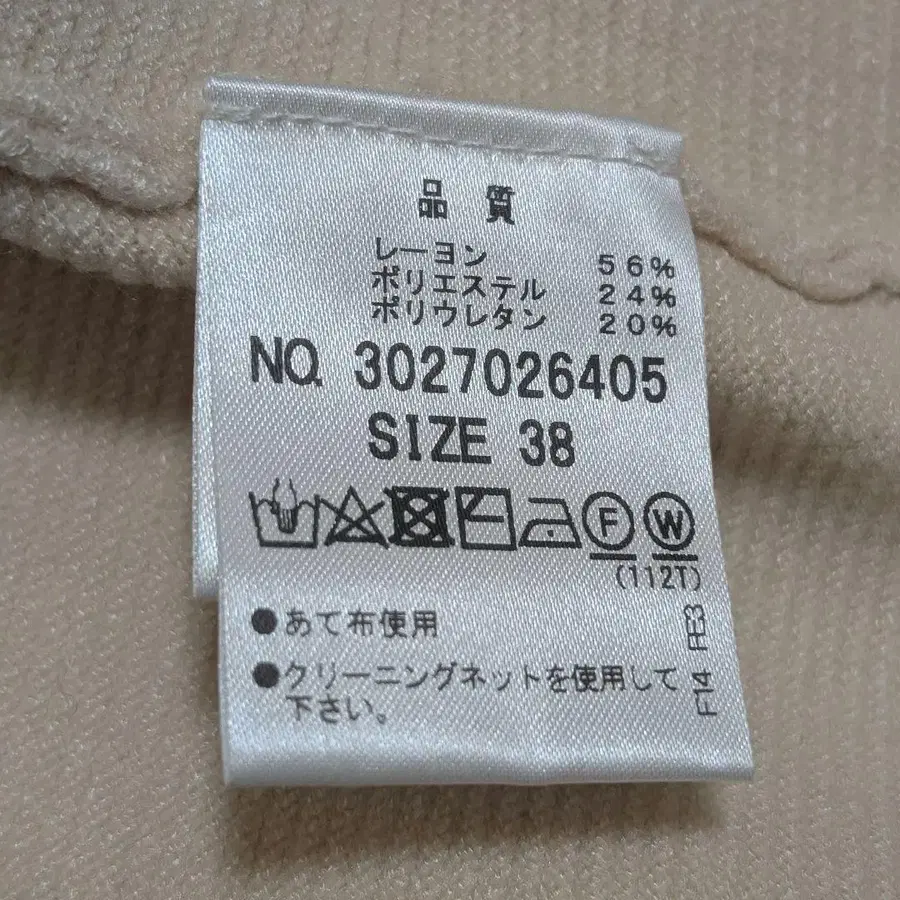 品質
レーヨン 56%
ポリエステル 24%
ポリウレタン 20%
NO. 3027026405
SIZE 38
F W
(112T)
●あて布使用
●クリーニングネットを使用して
下さい。
F14 FE3